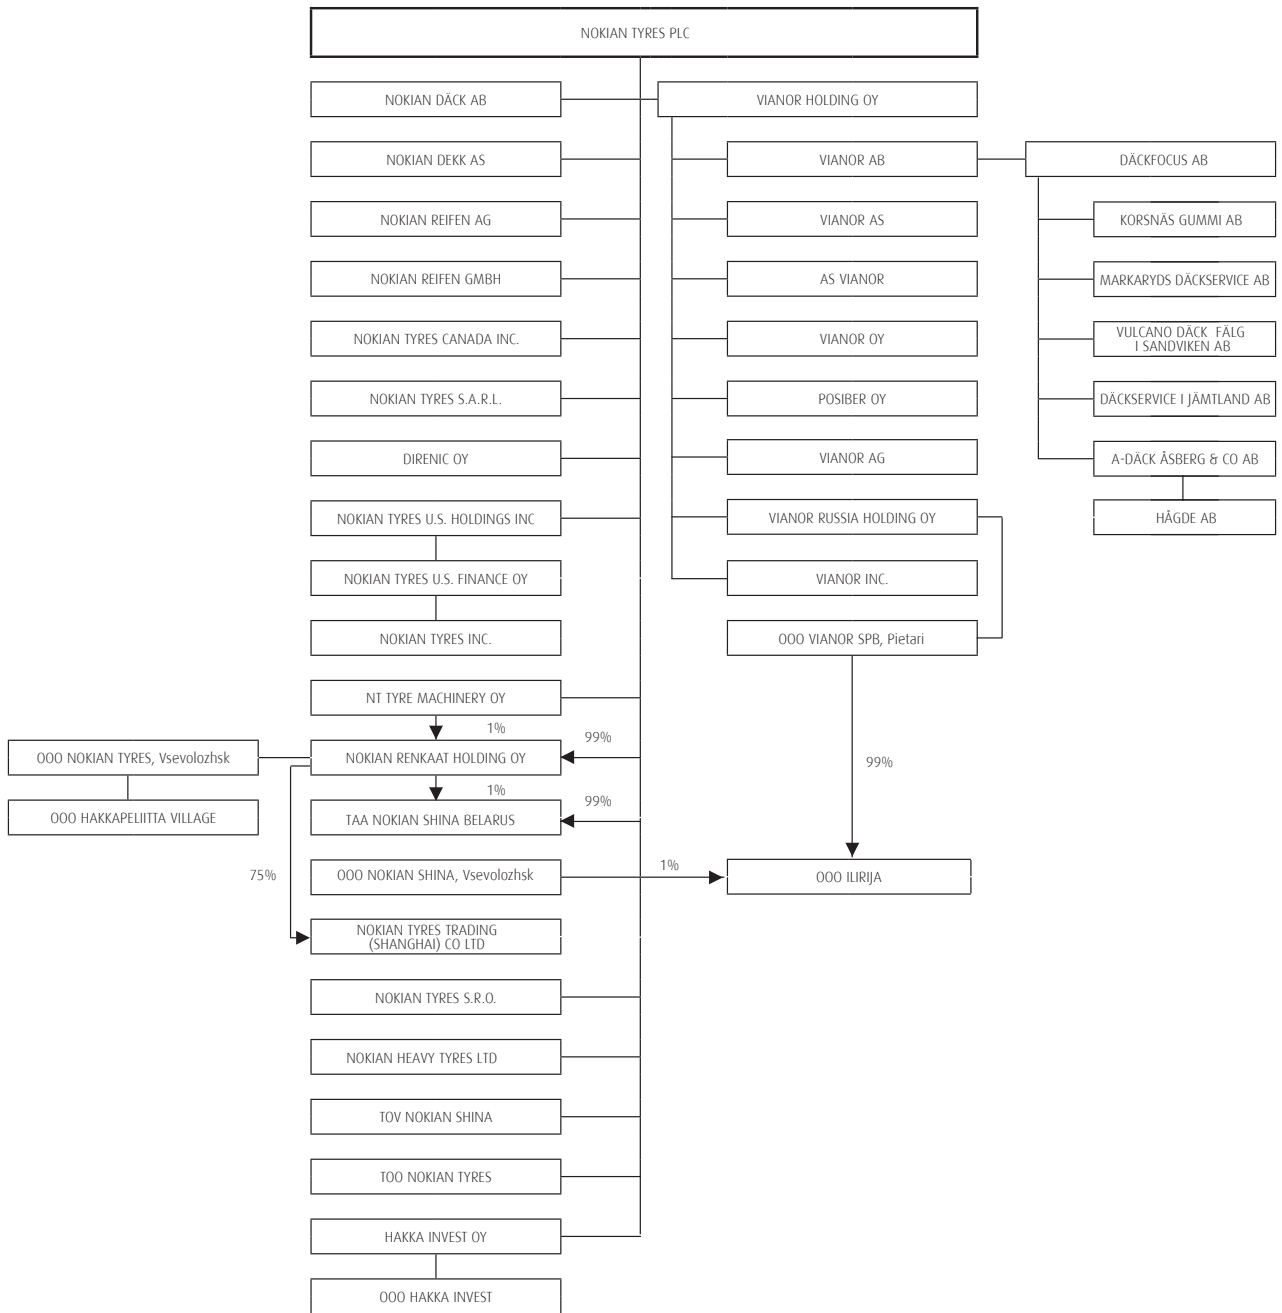 NOKIAN TYRES PLC
NOKIAN DÄCK AB
VIANOR HOLDING OY
NOKIAN DEKK AS
VIANOR AB
DÄCKFOCUS AB
NOKIAN REIFEN AG
VIANOR AS
KORSNÄS GUMMI AB
NOKIAN REIFEN GMBH
AS VIANOR
MARKARYDS DÄCKSERVICE AB
NOKIAN TYRES CANADA INC.
VIANOR OY
VULCANO DÄCK FÄLG
I SANDVIKEN AB
NOKIAN TYRES S.A.R.L.
POSIBER OY
DÄCKSERVICE I JÄMTLAND AB
DIRENIC OY
VIANOR AG
A-DÄCK ÅSBERG & CO AB
NOKIAN TYRES U.S. HOLDINGS INC
VIANOR RUSSIA HOLDING OY
HÅGDE AB
NOKIAN TYRES U.S. FINANCE OY
VIANOR INC.
NOKIAN TYRES INC.
OOO VIANOR SPB, Pietari
NT TYRE MACHINERY OY
1%
99%
OOO NOKIAN TYRES, Vsevolozhsk
NOKIAN RENKAAT HOLDING OY
99%
1%
99%
OOO HAKKAPELIITTA VILLAGE
TAA NOKIAN SHINA BELARUS
75%
OOO NOKIAN SHINA, Vsevolozhsk
1%
OOO ILIRIJA
NOKIAN TYRES TRADING
(SHANGHAI) CO LTD
NOKIAN TYRES S.R.O.
NOKIAN HEAVY TYRES LTD
TOV NOKIAN SHINA
TOO NOKIAN TYRES
HAKKA INVEST OY
OOO HAKKA INVEST